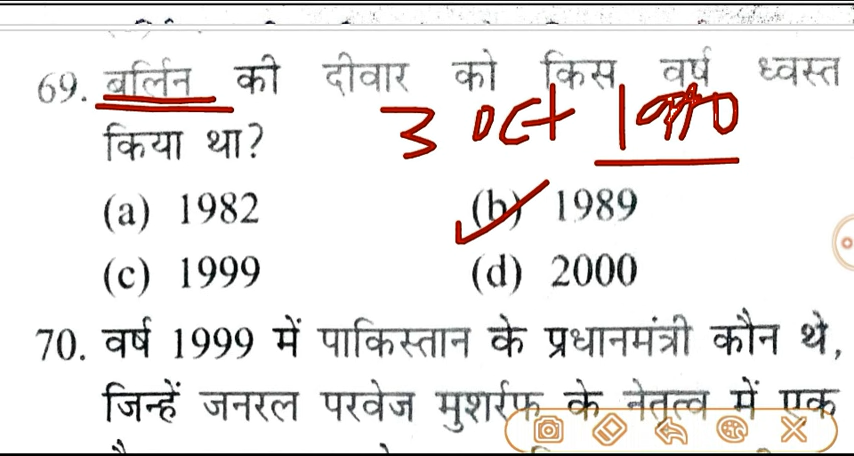 69. बर्लिन की दीवार को किस वर्ष ध्वस्त
3 oct 1990
किया था?
(a) 1982 (b) 1989
(c) 1999 (d) 2000
70. वर्ष 1999 में पाकिस्तान के प्रधानमंत्री कौन थे,
जिन्हें जनरल परवेज मुशर्रफ के नेतृत्व में एक